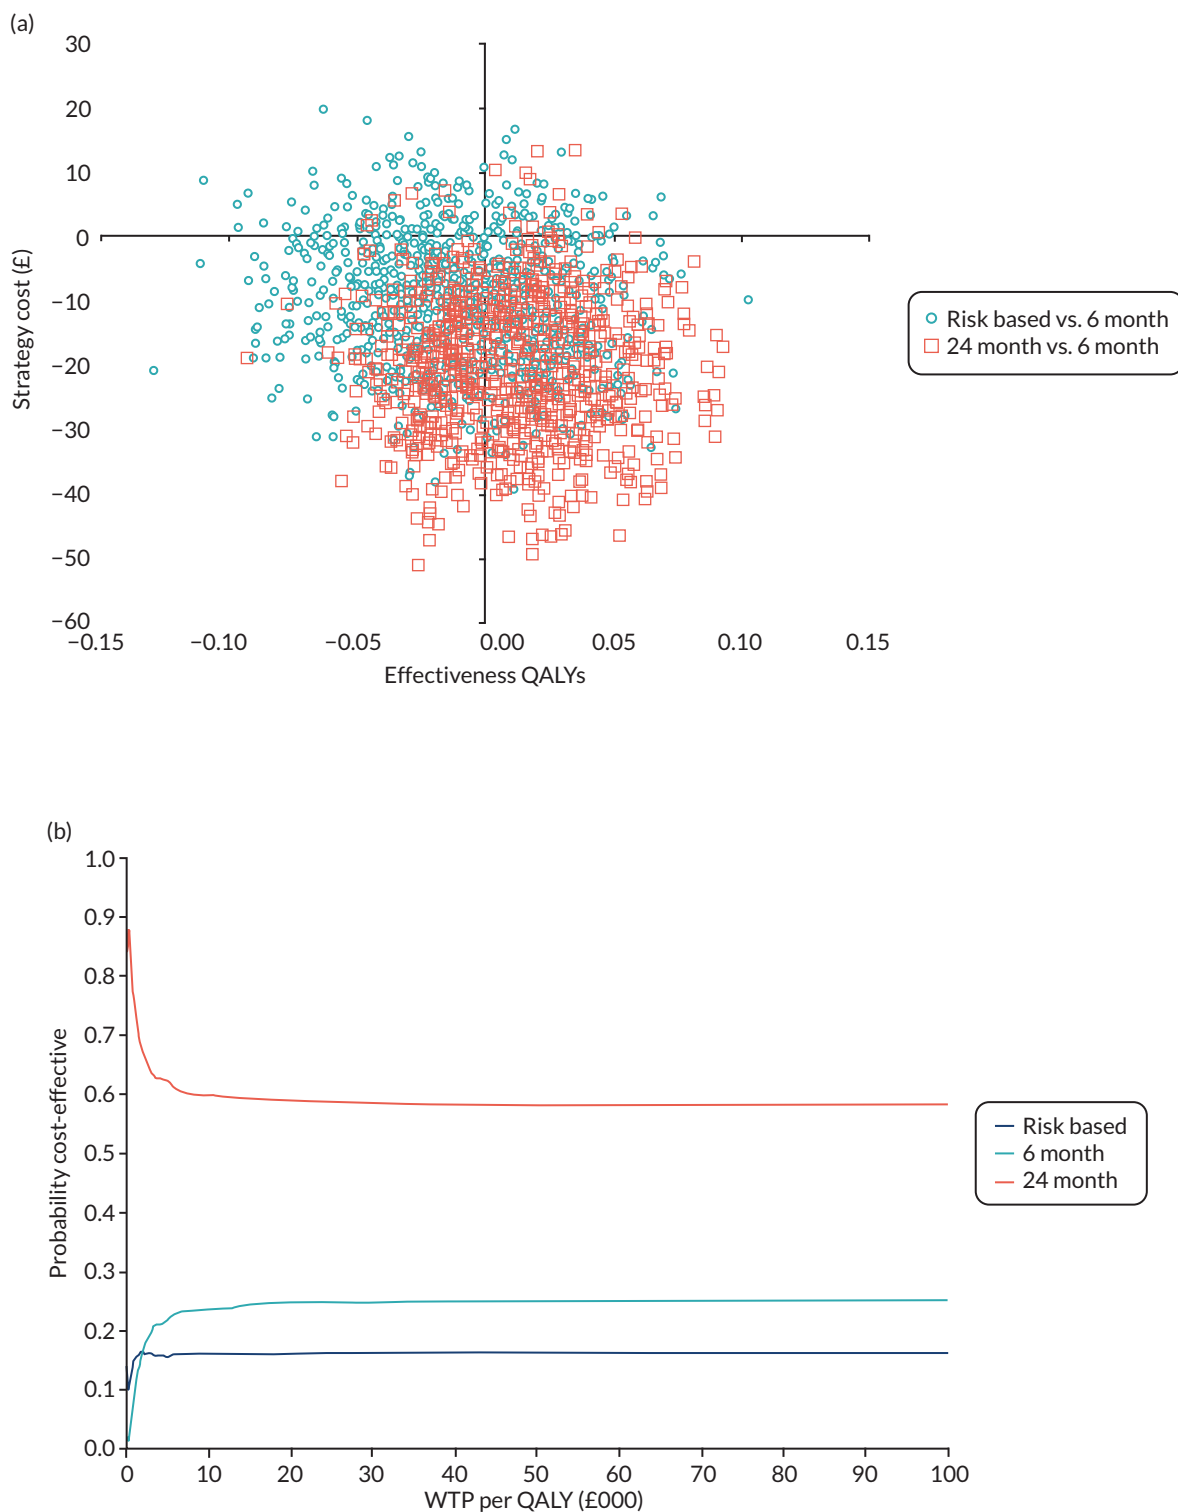 (a)
30
20
10
0
−10
−20
−30
−40
−50
−60
Strategy cost (£)
−0.15 −0.10 −0.05 0.00 0.05 0.10 0.15
Effectiveness QALYs
Risk based vs. 6 month
24 month vs. 6 month
(b)
1.0
0.9
0.8
0.7
0.6
0.5
0.4
0.3
0.2
0.1
0.0
Probability cost-effective
0 10 20 30 40 50 60 70 80 90 100
WTP per QALY (£000)
Risk based
6 month
24 month